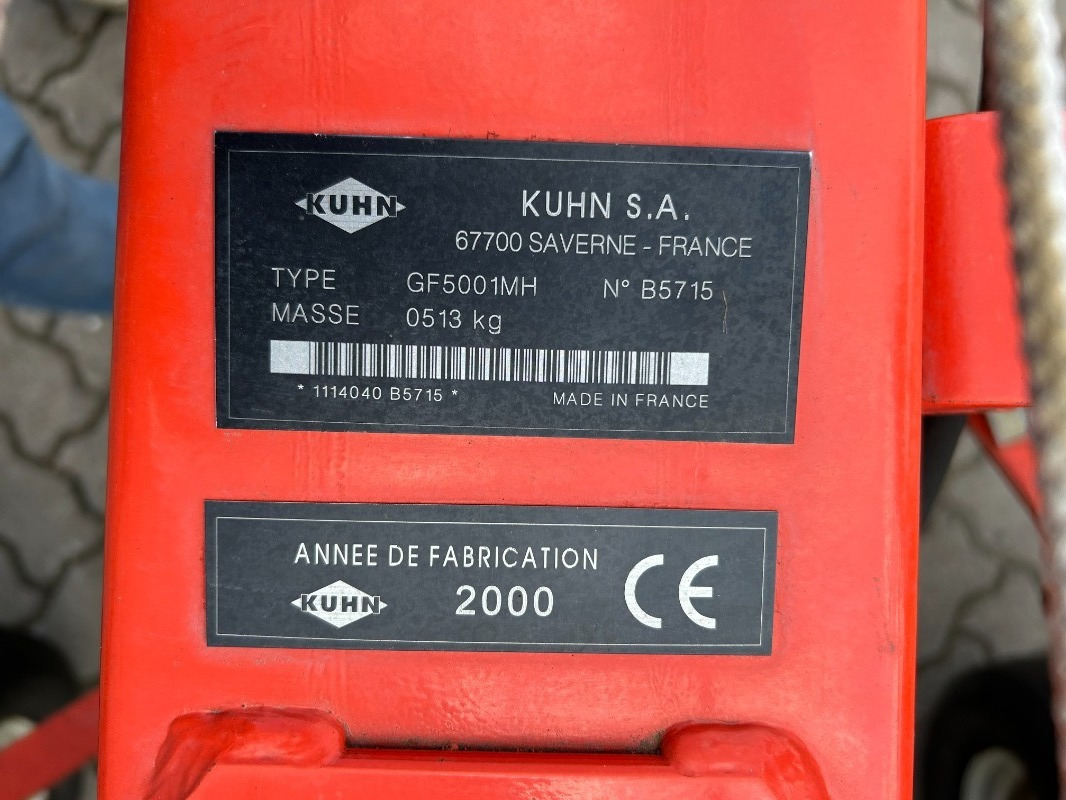 KUHN
KUHN S.A.
67700 SAVERNE - FRANCE
TYPE GF5001MH N° B5715
MASSE 0513 kg
* 1114040 B5715 * MADE IN FRANCE
ANNEE DE FABRICATION
KUHN 2000 CE